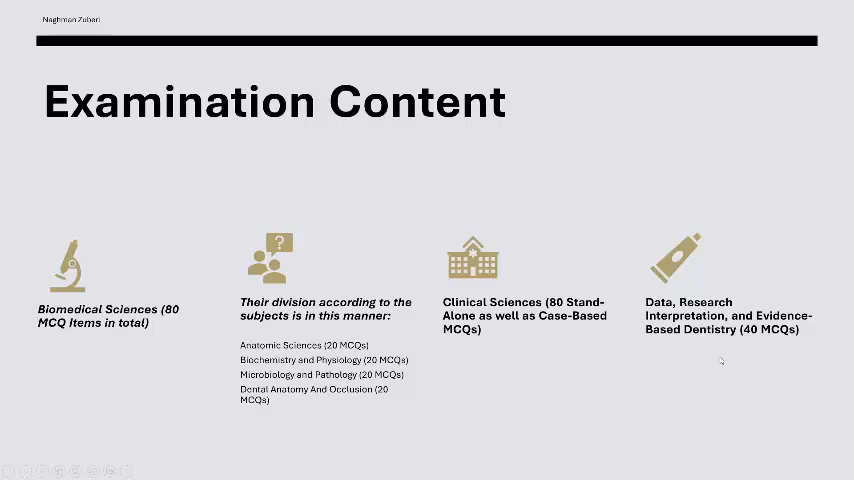 Naghman Zuberi
Examination Content
Biomedical Sciences (80
MCQ Items in total)
Their division according to the
subjects is in this manner:
Anatomic Sciences (20 MCQs)
Biochemistry and Physiology (20 MCQs)
Microbiology and Pathology (20 MCQs)
Dental Anatomy And Occlusion (20
MCQs)
Clinical Sciences (80 Stand-
Alone as well as Case-Based
MCQs)
Data, Research
Interpretation, and Evidence-
Based Dentistry (40 MCQs)